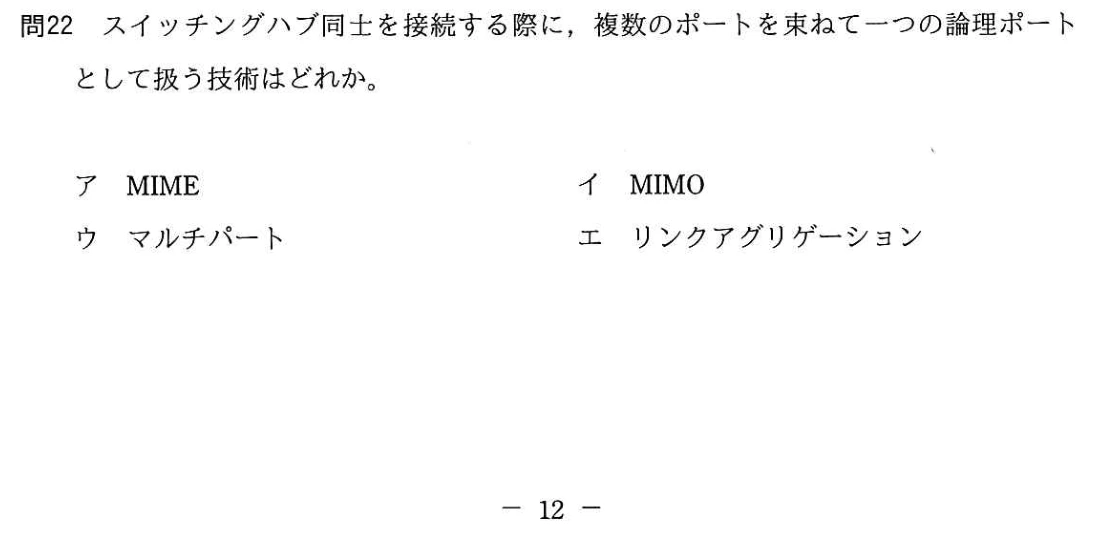 問22　スイッチングハブ同士を接続する際に，複数のポートを束ねて一つの論理ポート
として扱う技術はどれか。
ア　MIME　イ　MIMO
ウ　マルチパート　エ　リンクアグリゲーション
－ 12 －